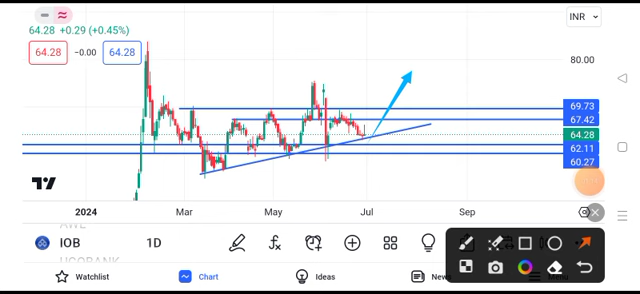 64.28 +0.29 (+0.45%)
INR
64.28 −0.00 64.28
80.00
69.73
67.42
64.28
62.11
60.27
2024 Mar May Jul Sep
IOB 1D
Watchlist Chart Ideas News